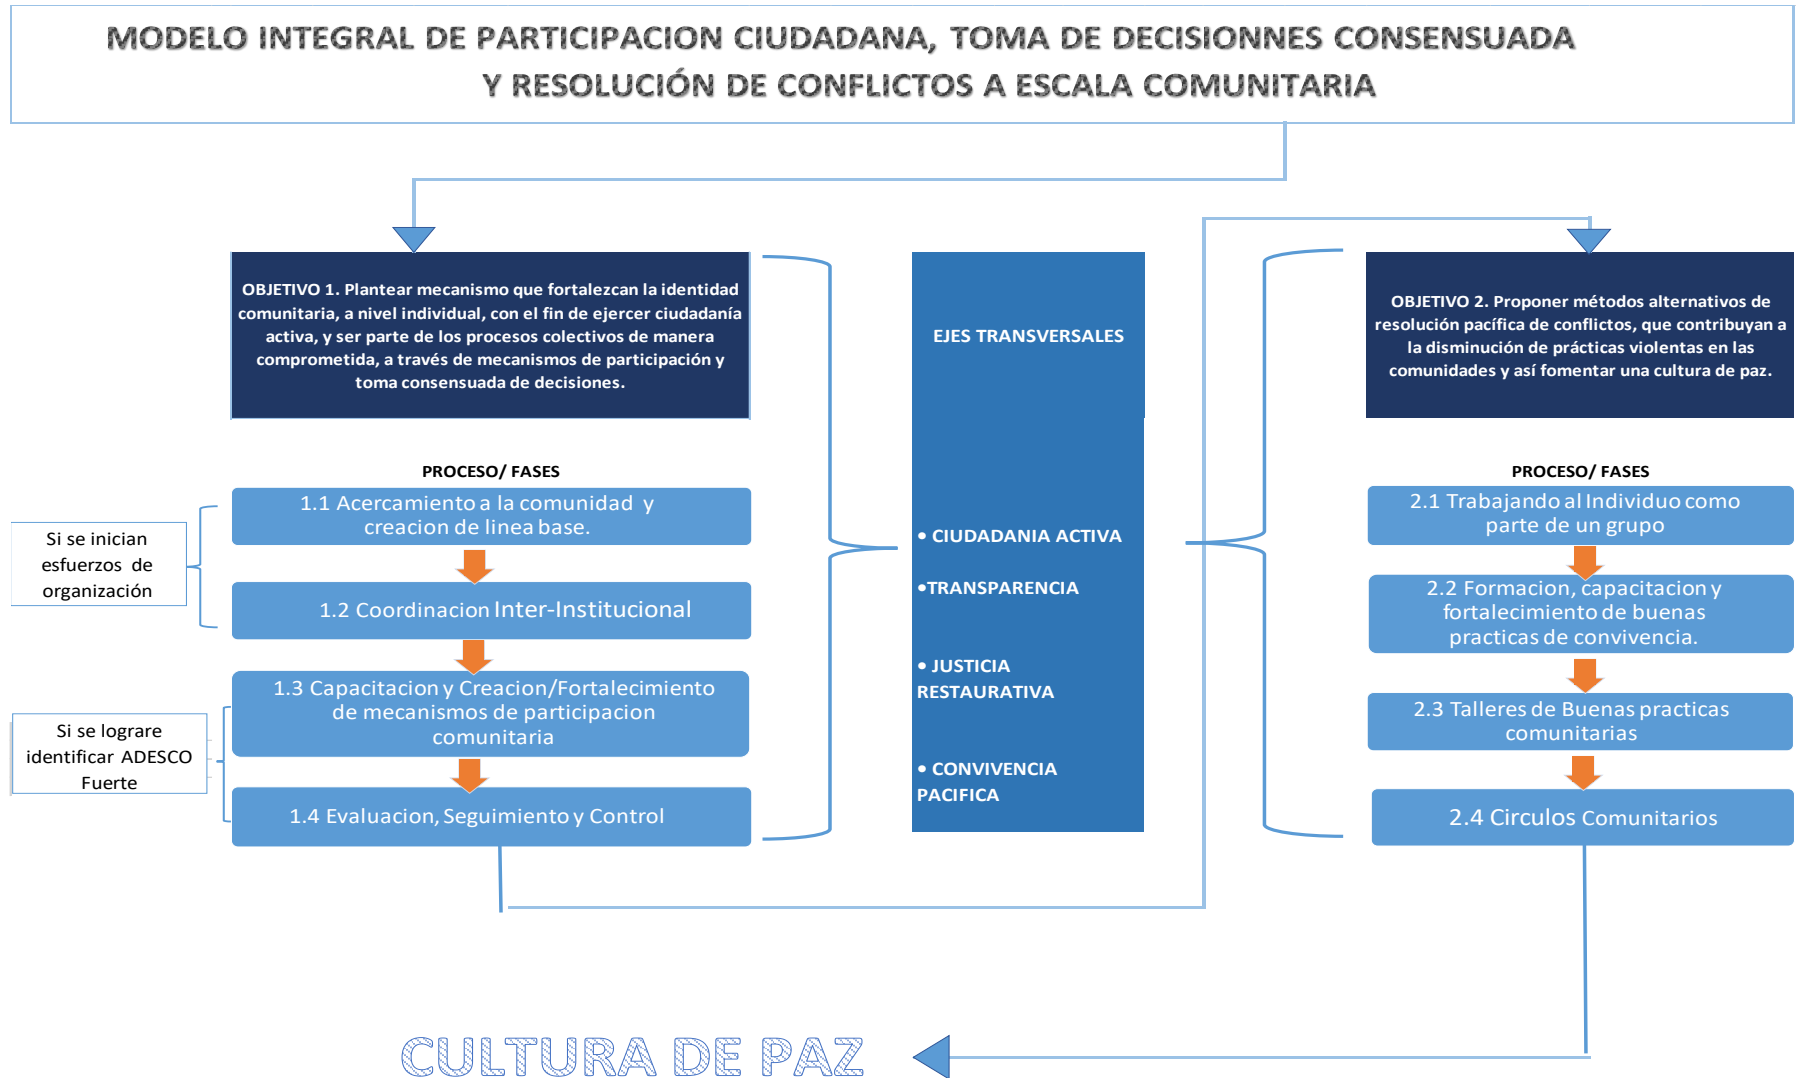 MODELO INTEGRAL DE PARTICIPACION CIUDADANA, TOMA DE DECISIONNES CONSENSUADA
Y RESOLUCIÓN DE CONFLICTOS A ESCALA COMUNITARIA
OBJETIVO 1. Plantear mecanismo que fortalezcan la identidad
comunitaria, a nivel individual, con el fin de ejercer ciudadanía
activa, y ser parte de los procesos colectivos de manera
comprometida, a través de mecanismos de participación y
toma consensuada de decisiones.
PROCESO/ FASES
Si se inician
esfuerzos de
organización
1.1 Acercamiento a la comunidad y
creacion de linea base.
1.2 Coordinacion Inter-Institucional
Si se lograre
identificar ADESCO
Fuerte
1.3 Capacitacion y Creacion/Fortalecimiento
de mecanismos de participacion
comunitaria
1.4 Evaluacion, Seguimiento y Control
EJES TRANSVERSALES
• CIUDADANIA ACTIVA
•TRANSPARENCIA
• JUSTICIA
RESTAURATIVA
• CONVIVENCIA
PACIFICA
OBJETIVO 2. Proponer métodos alternativos de
resolución pacífica de conflictos, que contribuyan a
la disminución de prácticas violentas en las
comunidades y así fomentar una cultura de paz.
PROCESO/ FASES
2.1 Trabajando al Individuo como
parte de un grupo
2.2 Formacion, capacitacion y
fortalecimiento de buenas
practicas de convivencia.
2.3 Talleres de Buenas practicas
comunitarias
2.4 Circulos Comunitarios
CULTURA DE PAZ